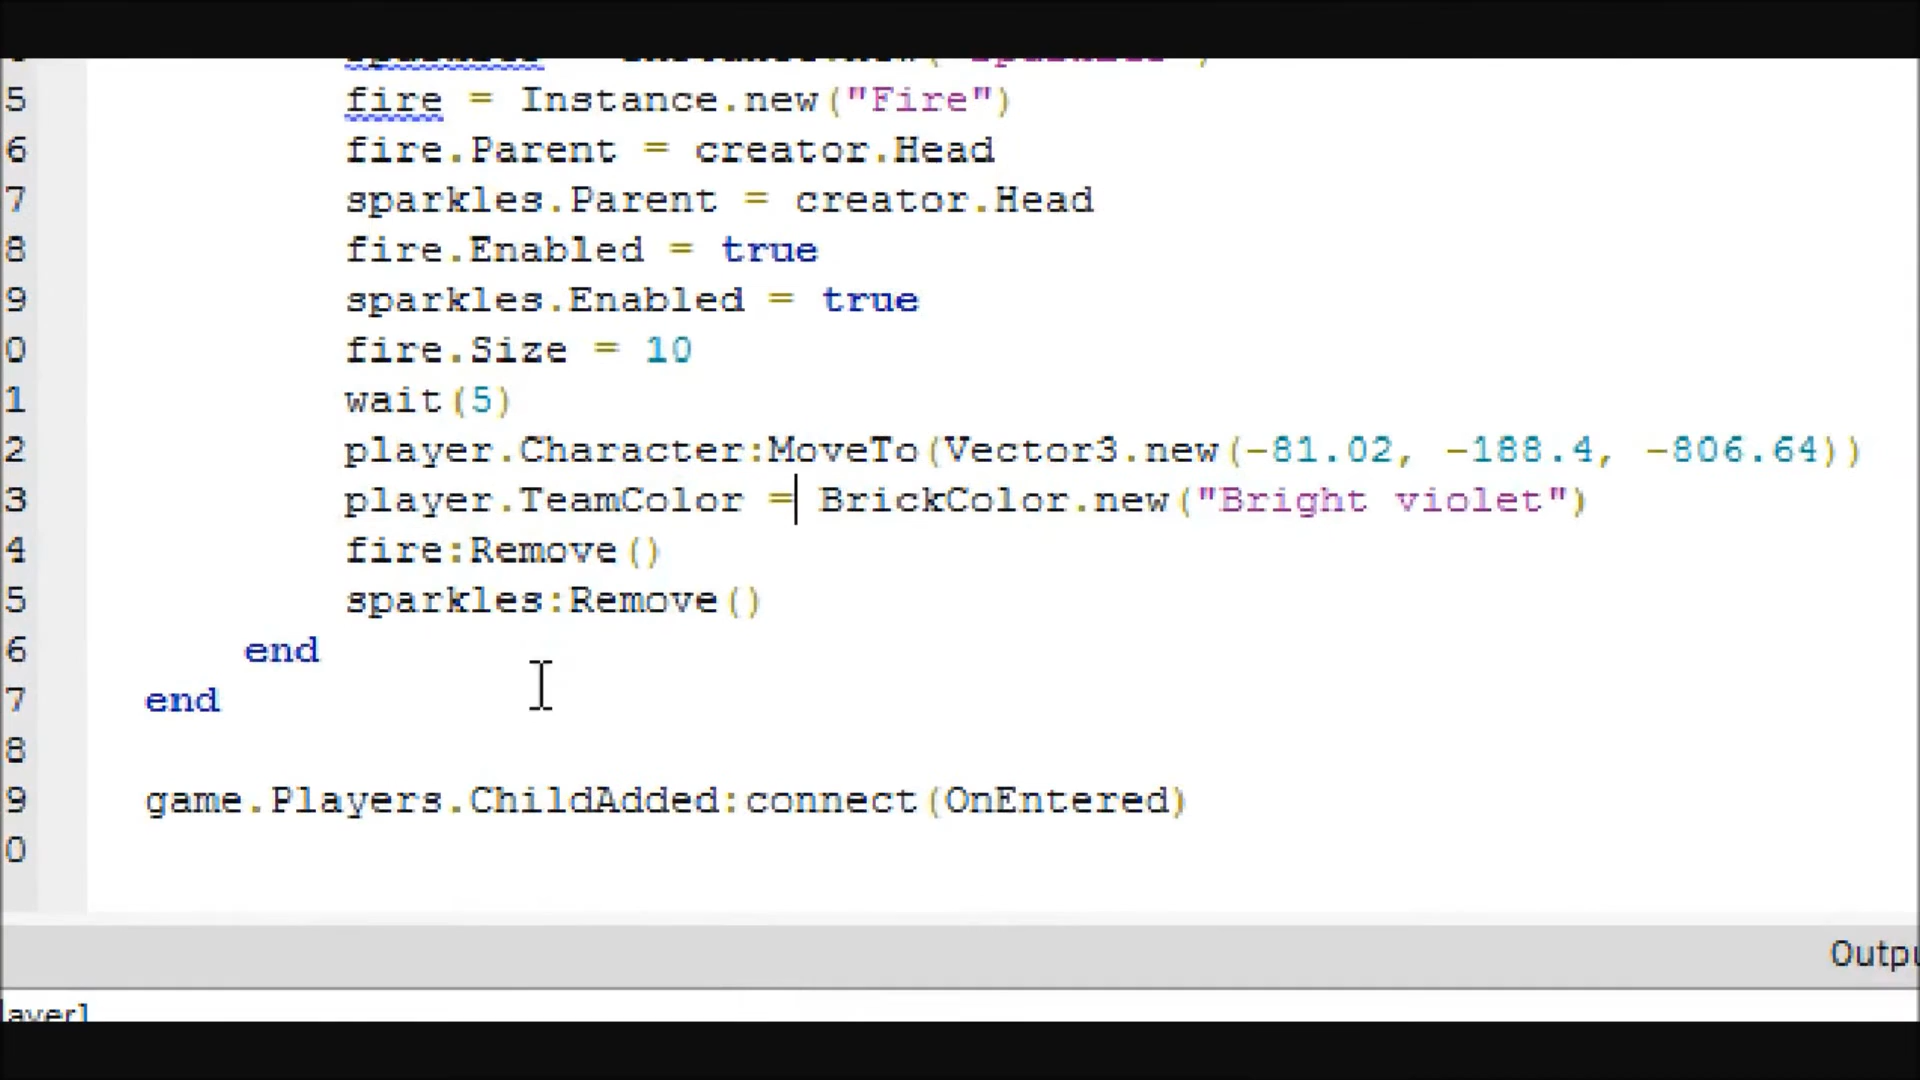 5 fire = Instance.new("Fire")
6 fire.Parent = creator.Head
7 sparkles.Parent = creator.Head
8 fire.Enabled = true
9 sparkles.Enabled = true
0 fire.Size = 10
1 wait(5)
2 player.Character:MoveTo(Vector3.new(-81.02, -188.4, -806.64))
3 player.TeamColor = BrickColor.new("Bright violet")
4 fire:Remove()
5 sparkles:Remove()
6 end
7 end
8
9 game.Players.ChildAdded:connect(OnEntered)
0
Outpu